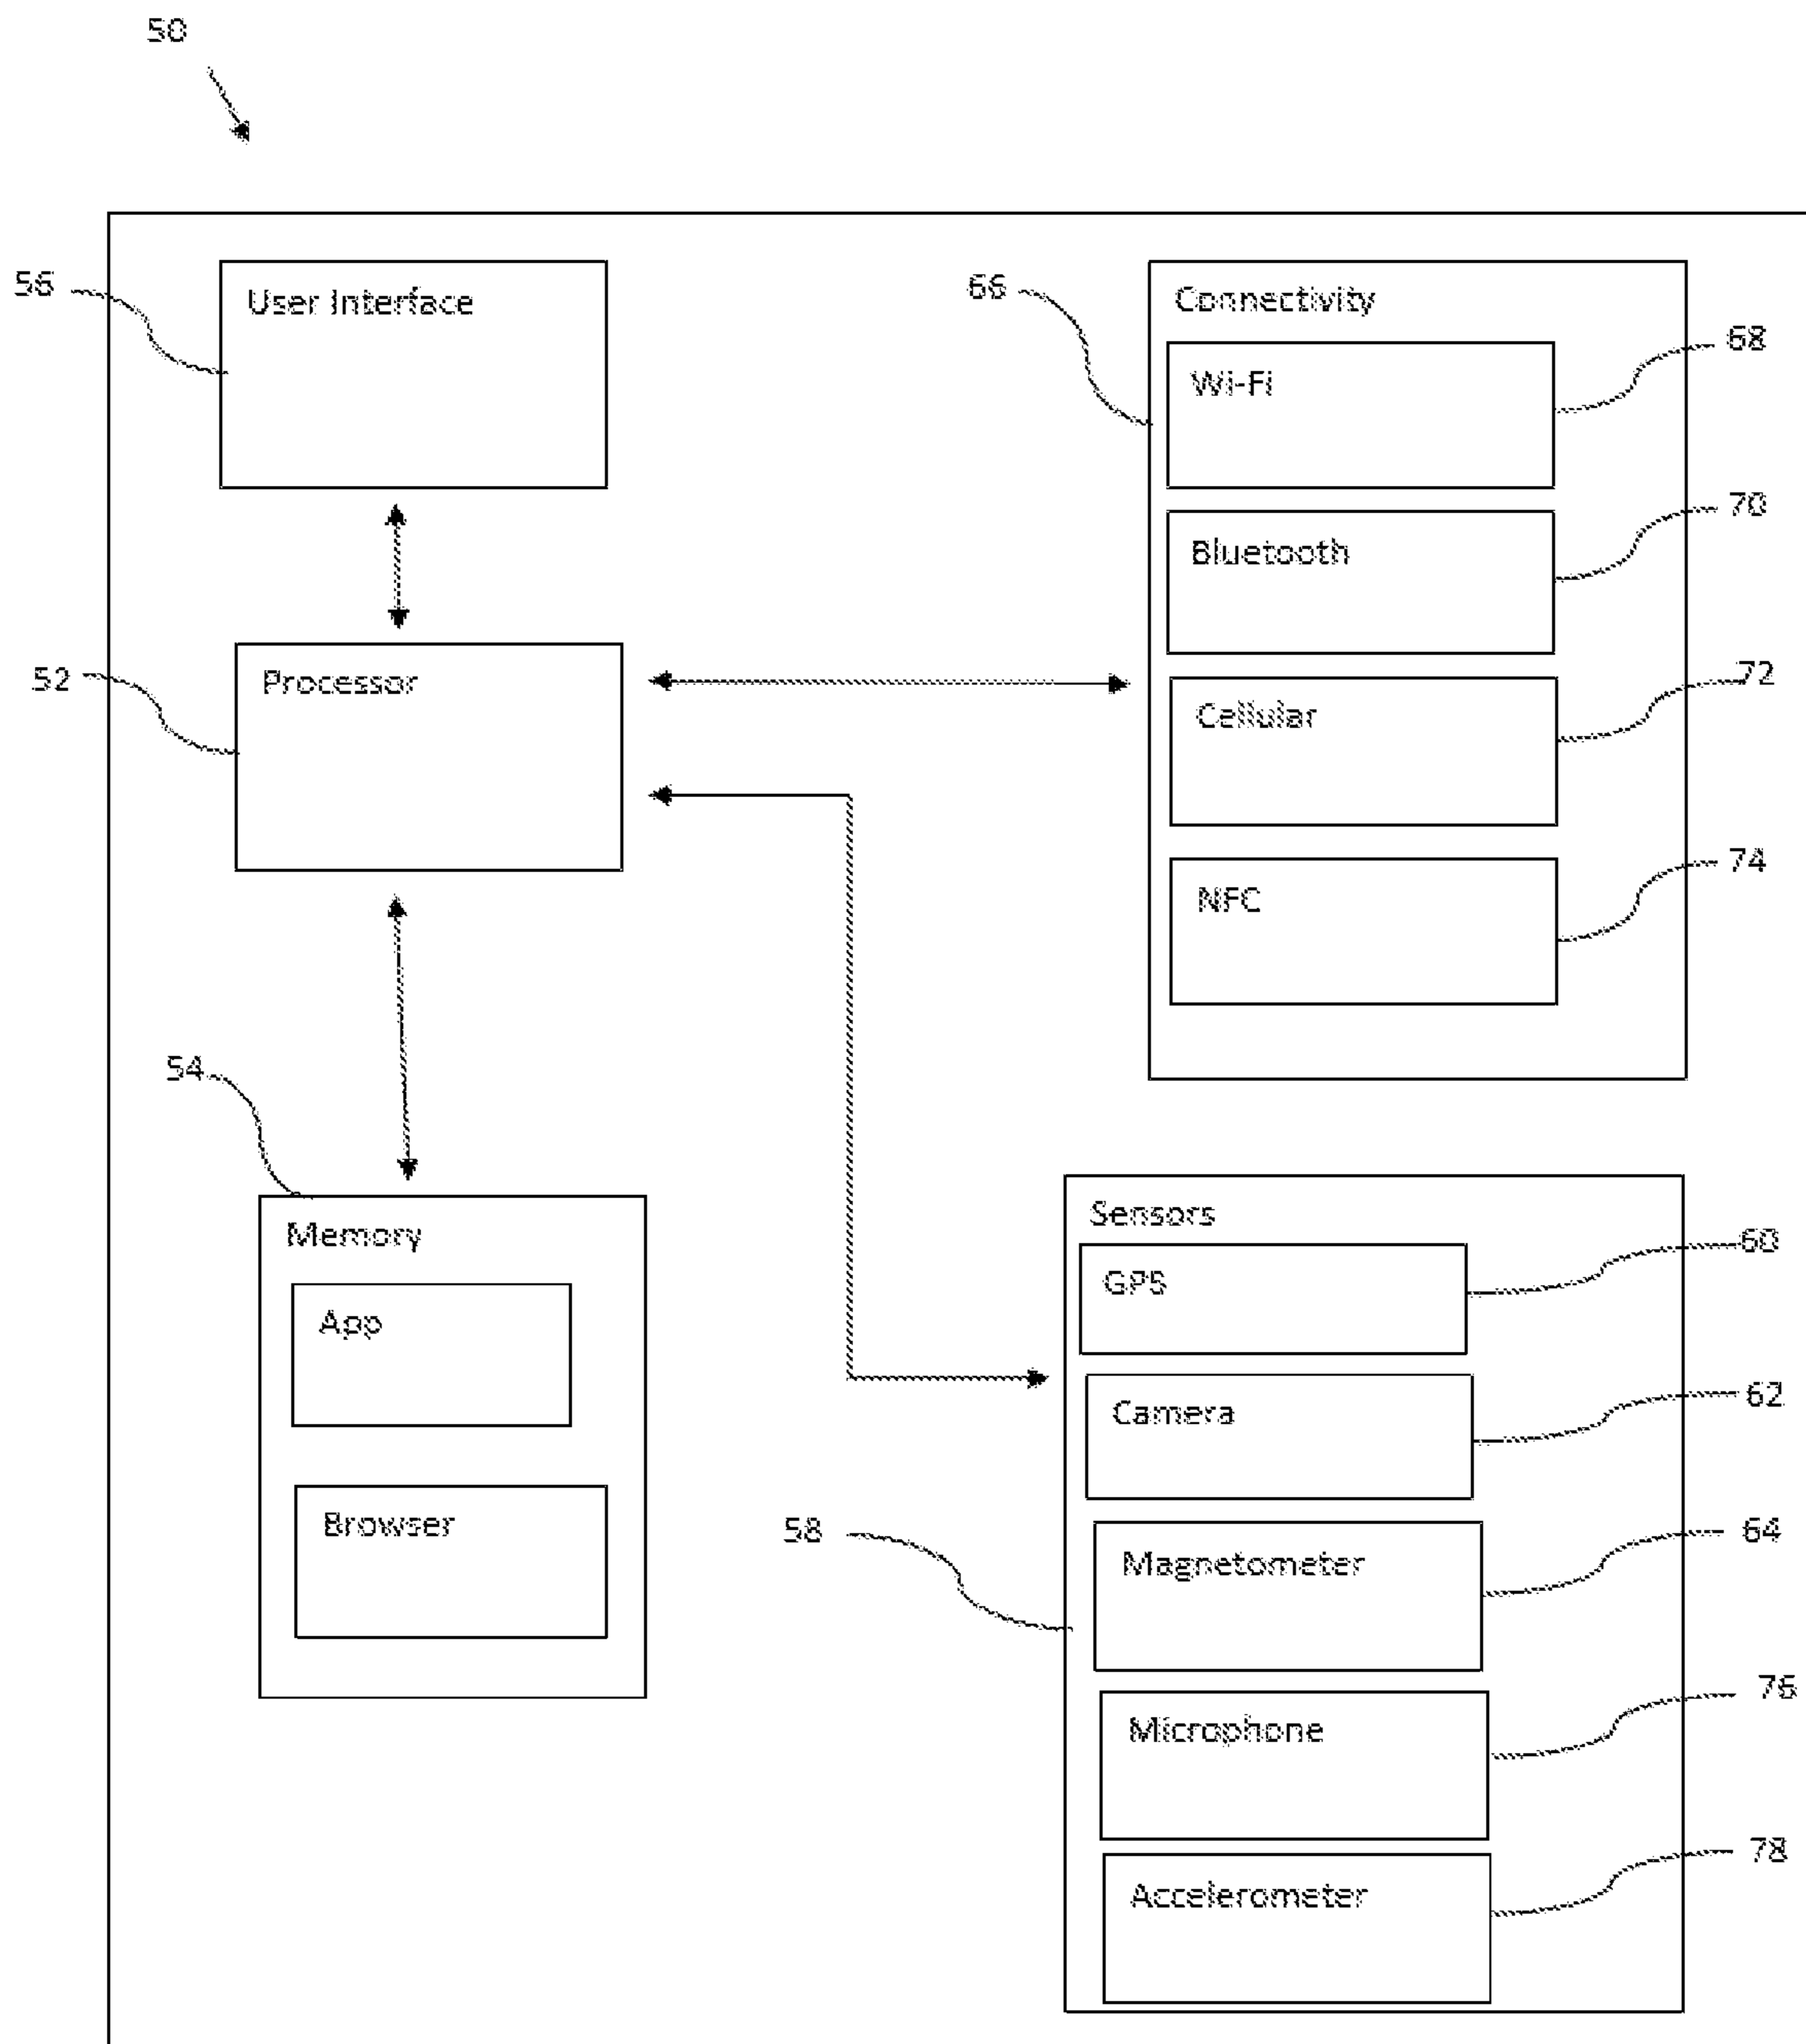 50
56
User Interface
66
Connectivity
68
Wi-Fi
70
Bluetooth
52
Processor
72
Cellular
74
NFC
54
Memory
App
Browser
Sensors
60
GPS
62
Camera
58
64
Magnetometer
76
Microphone
78
Accelerometer